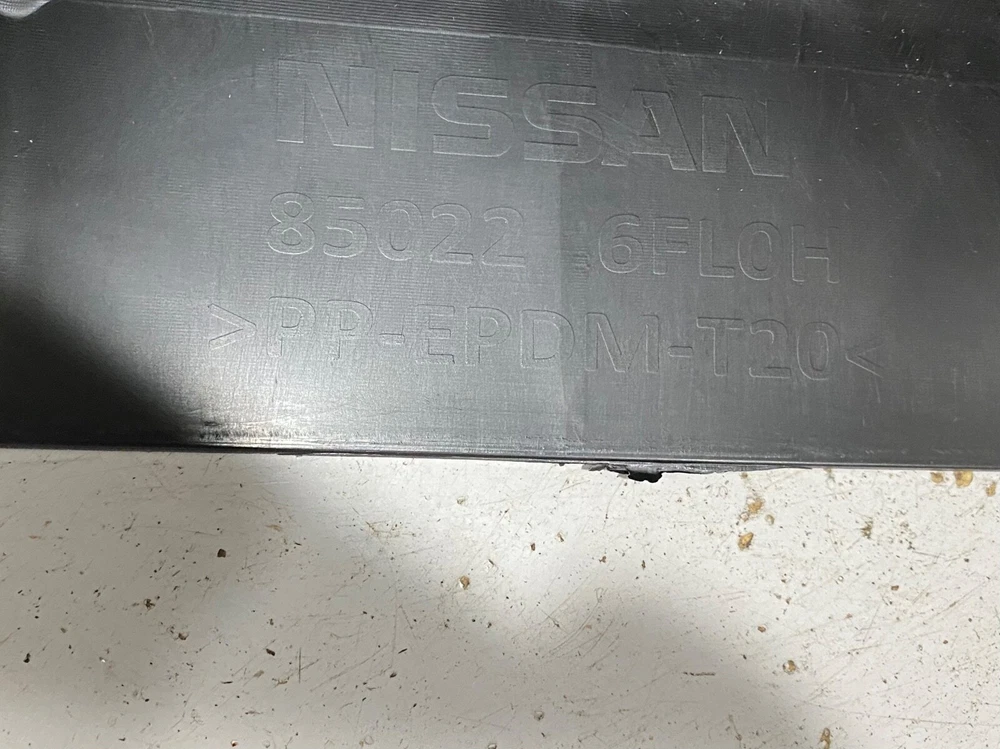 NISSAN
85022 6FL0H
>PP-EPDM-T20<